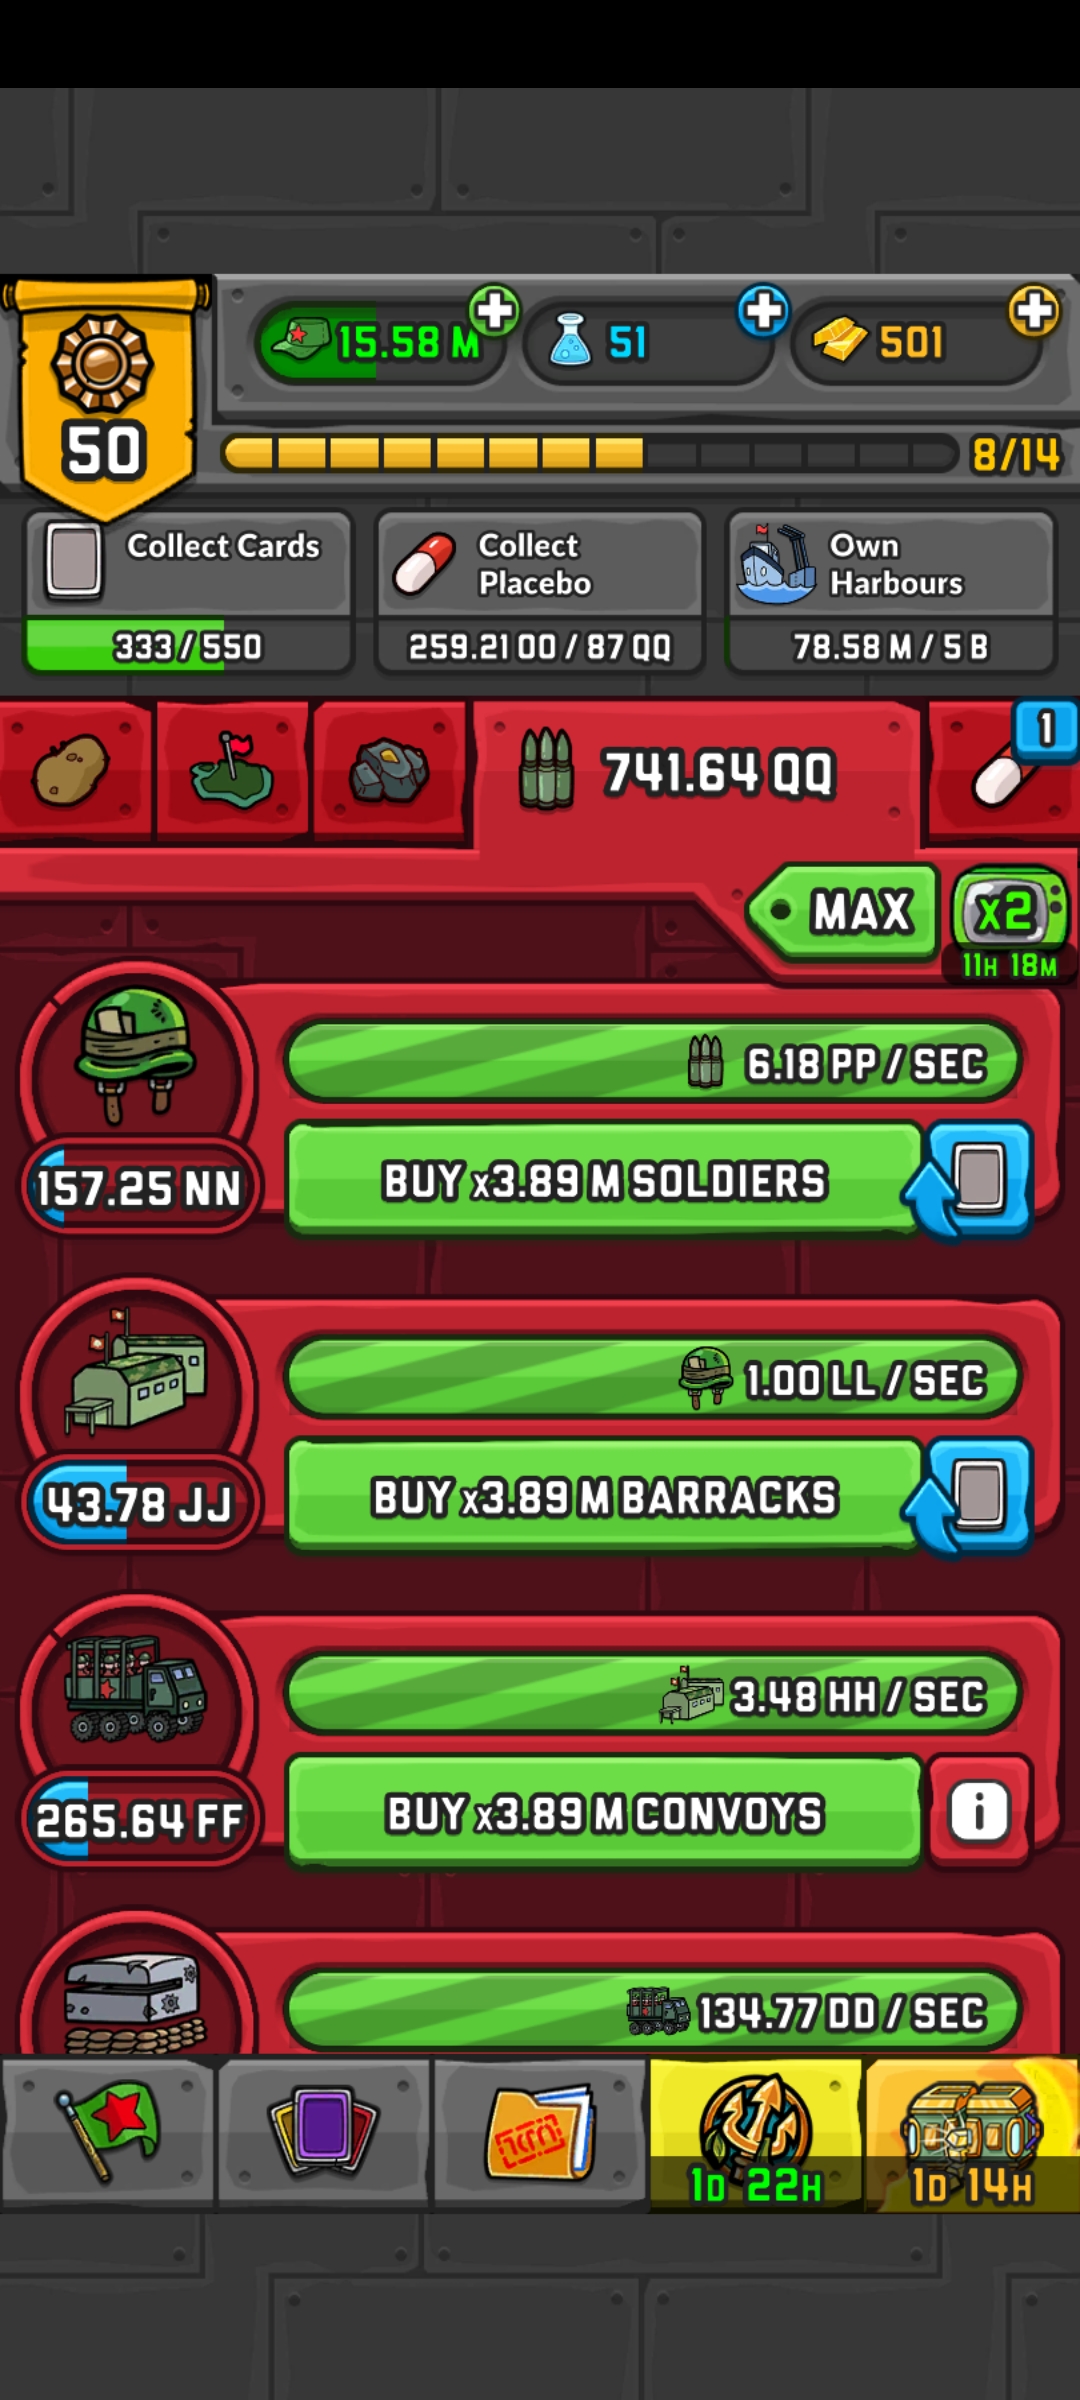 15.58 M
51
501
50
8/14
Collect Cards
333 / 550
Collect
Placebo
259.21 OO / 87 QQ
Own
Harbours
78.58 M / 5 B
741.64 QQ
1
MAX
x2
11H 18M
6.18 PP / SEC
157.25 NN
BUY x3.89 M SOLDIERS
1.00 LL / SEC
43.78 JJ
BUY x3.89 M BARRACKS
3.48 HH / SEC
265.64 FF
BUY x3.89 M CONVOYS
i
134.77 DD / SEC
1D 22H
1D 14H